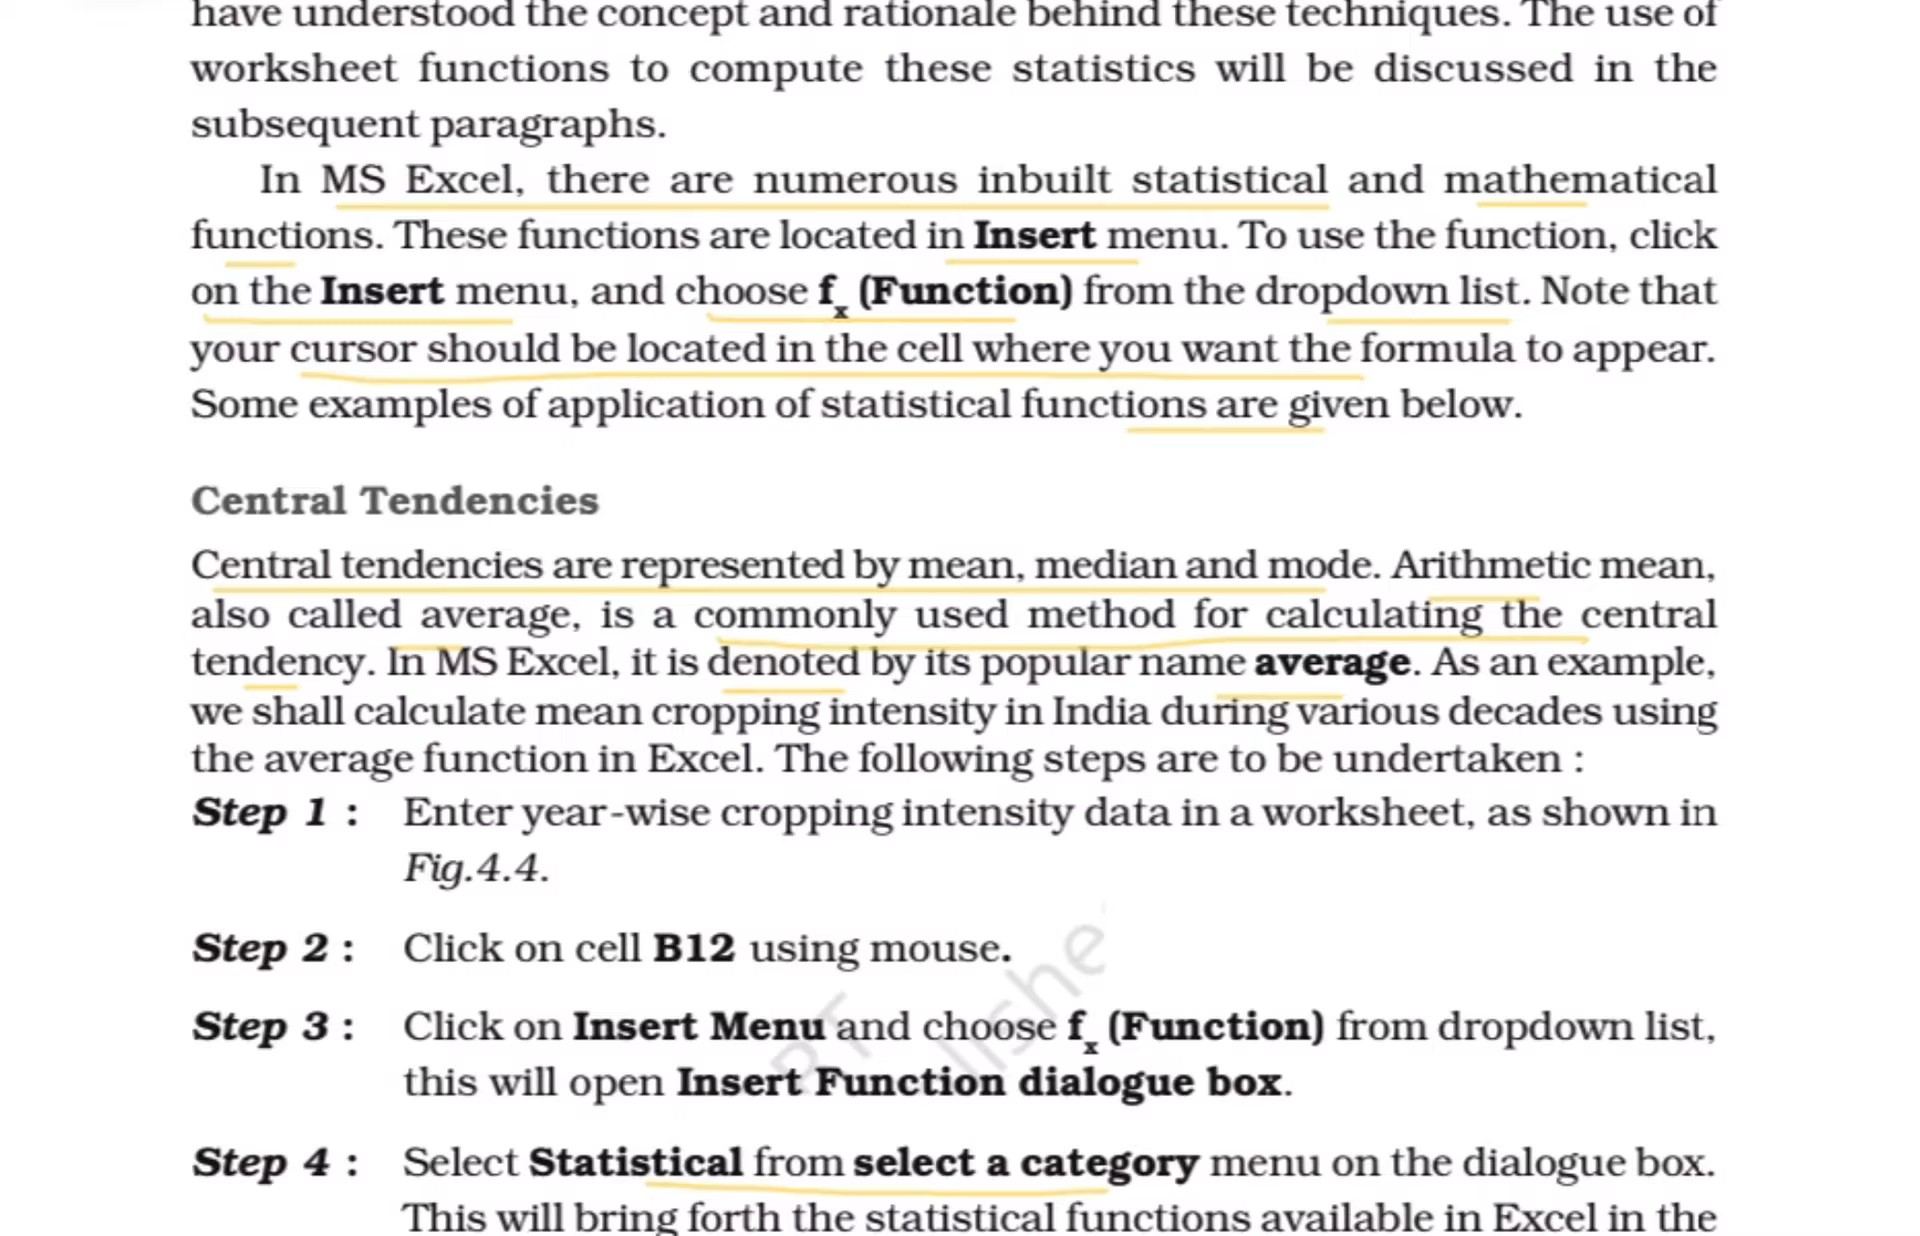 have understood the concept and rationale behind these techniques. The use of
worksheet functions to compute these statistics will be discussed in the
subsequent paragraphs.
In MS Excel, there are numerous inbuilt statistical and mathematical
functions. These functions are located in Insert menu. To use the function, click
on the Insert menu, and choose fx (Function) from the dropdown list. Note that
your cursor should be located in the cell where you want the formula to appear.
Some examples of application of statistical functions are given below.
Central Tendencies
Central tendencies are represented by mean, median and mode. Arithmetic mean,
also called average, is a commonly used method for calculating the central
tendency. In MS Excel, it is denoted by its popular name average. As an example,
we shall calculate mean cropping intensity in India during various decades using
the average function in Excel. The following steps are to be undertaken :
Step 1 : Enter year-wise cropping intensity data in a worksheet, as shown in
Fig.4.4.
Step 2 : Click on cell B12 using mouse.
Step 3 : Click on Insert Menu and choose fx (Function) from dropdown list,
this will open Insert Function dialogue box.
Step 4 : Select Statistical from select a category menu on the dialogue box.
This will bring forth the statistical functions available in Excel in the